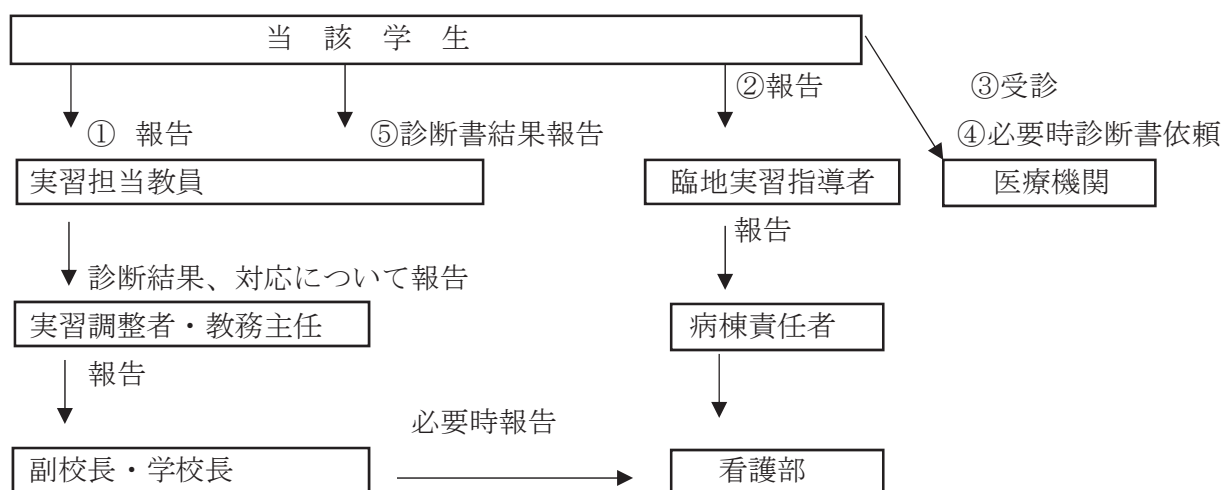 当 該 学 生
②報告
③受診
① 報告
⑤診断書結果報告
④必要時診断書依頼
実習担当教員
臨地実習指導者
医療機関
報告
診断結果、対応について報告
実習調整者・教務主任
病棟責任者
報告
必要時報告
副校長・学校長
看護部